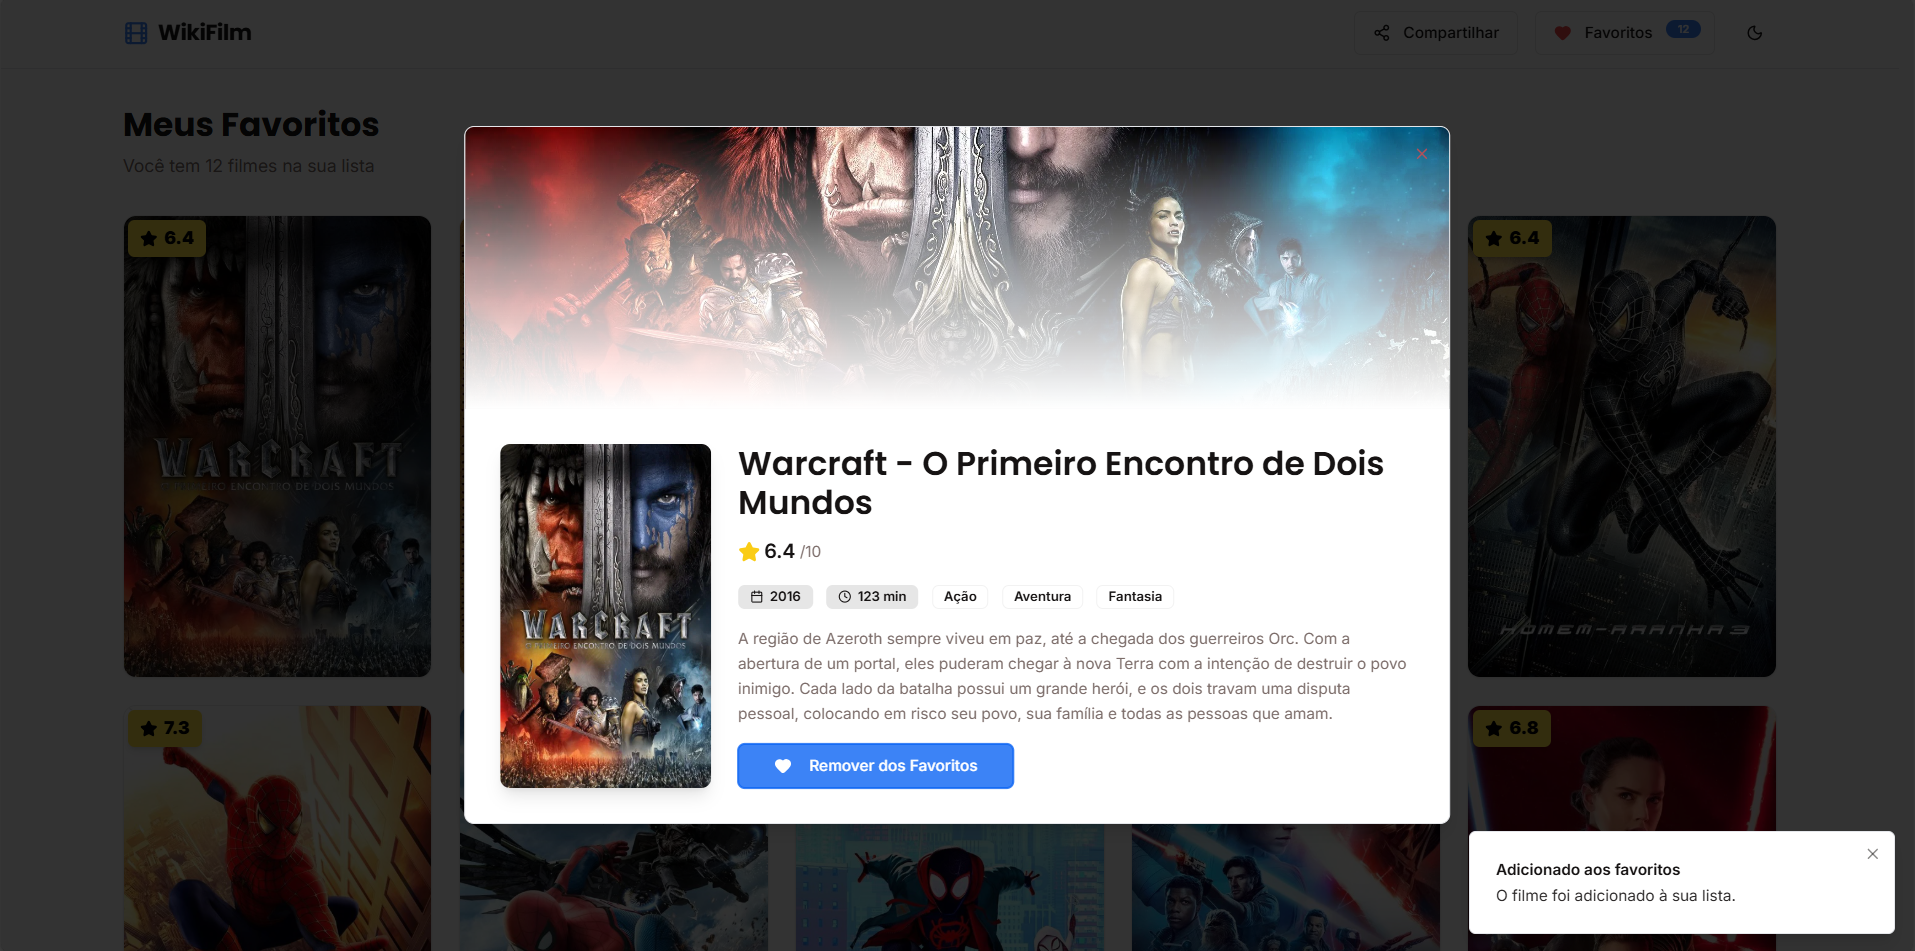 WikiFilm
Compartilhar
Favoritos
12
Meus Favoritos
Você tem 12 filmes na sua lista
6.4
WARCRAFT
O PRIMEIRO ENCONTRO DE DOIS MUNDOS
6.4
HOMEM-ARANHA 3
WARCRAFT
O PRIMEIRO ENCONTRO DE DOIS MUNDOS
Warcraft - O Primeiro Encontro de Dois
Mundos
6.4 /10
2016
123 min
Ação
Aventura
Fantasia
A região de Azeroth sempre viveu em paz, até a chegada dos guerreiros Orc. Com a
abertura de um portal, eles puderam chegar à nova Terra com a intenção de destruir o povo
inimigo. Cada lado da batalha possui um grande herói, e os dois travam uma disputa
pessoal, colocando em risco seu povo, sua família e todas as pessoas que amam.
Remover dos Favoritos
7.3
6.8
Adicionado aos favoritos
O filme foi adicionado à sua lista.